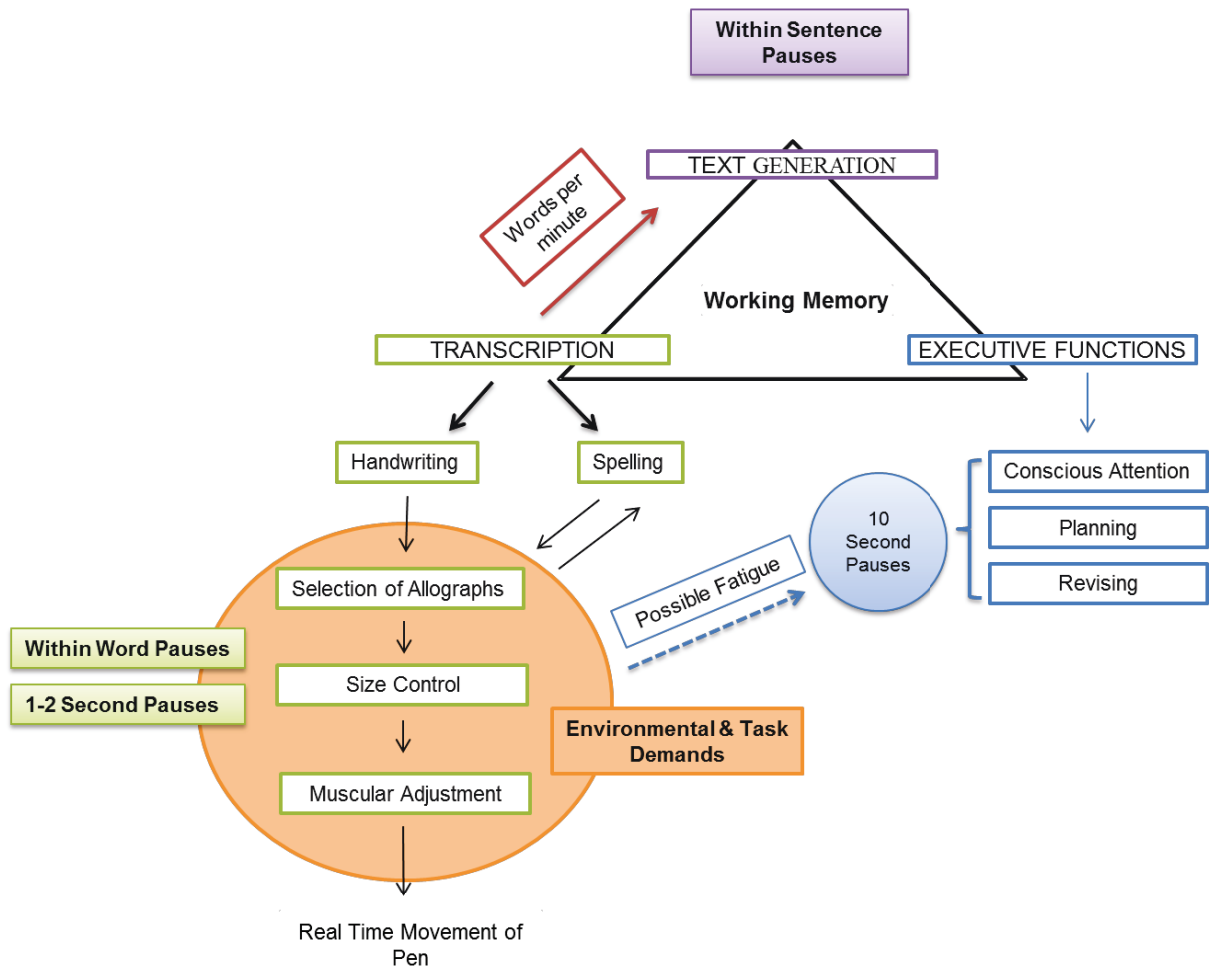 Within Sentence
Pauses
TEXT GENERATION
Words per
minute
Working Memory
TRANSCRIPTION
EXECUTIVE FUNCTIONS
Handwriting
Spelling
Conscious Attention
Planning
Revising
10
Second
Pauses
Possible Fatigue
Selection of Allographs
Within Word Pauses
1-2 Second Pauses
Size Control
Environmental & Task
Demands
Muscular Adjustment
Real Time Movement of
Pen